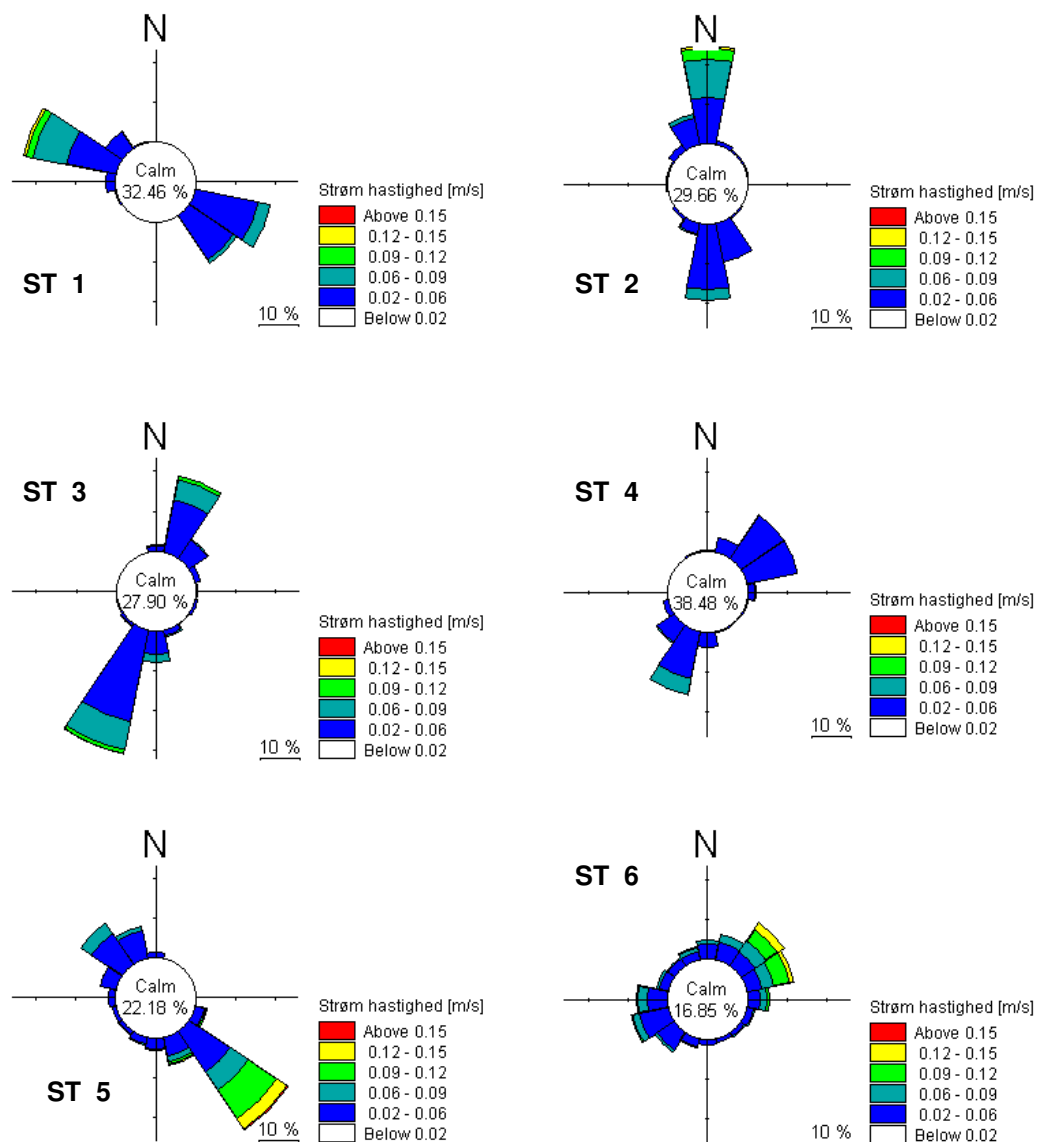 N
Calm
32.46 %
ST 1
10 %
Strøm hastighed [m/s]
Above 0.15
0.12 - 0.15
0.09 - 0.12
0.06 - 0.09
0.02 - 0.06
Below 0.02
N
Calm
29.66 %
ST 2
10 %
Strøm hastighed [m/s]
Above 0.15
0.12 - 0.15
0.09 - 0.12
0.06 - 0.09
0.02 - 0.06
Below 0.02
N
ST 3
Calm
27.90 %
10 %
Strøm hastighed [m/s]
Above 0.15
0.12 - 0.15
0.09 - 0.12
0.06 - 0.09
0.02 - 0.06
Below 0.02
N
ST 4
Calm
38.48 %
10 %
Strøm hastighed [m/s]
Above 0.15
0.12 - 0.15
0.09 - 0.12
0.06 - 0.09
0.02 - 0.06
Below 0.02
N
Calm
22.18 %
ST 5
10 %
Strøm hastighed [m/s]
Above 0.15
0.12 - 0.15
0.09 - 0.12
0.06 - 0.09
0.02 - 0.06
Below 0.02
N
ST 6
Calm
16.85 %
10 %
Strøm hastighed [m/s]
Above 0.15
0.12 - 0.15
0.09 - 0.12
0.06 - 0.09
0.02 - 0.06
Below 0.02